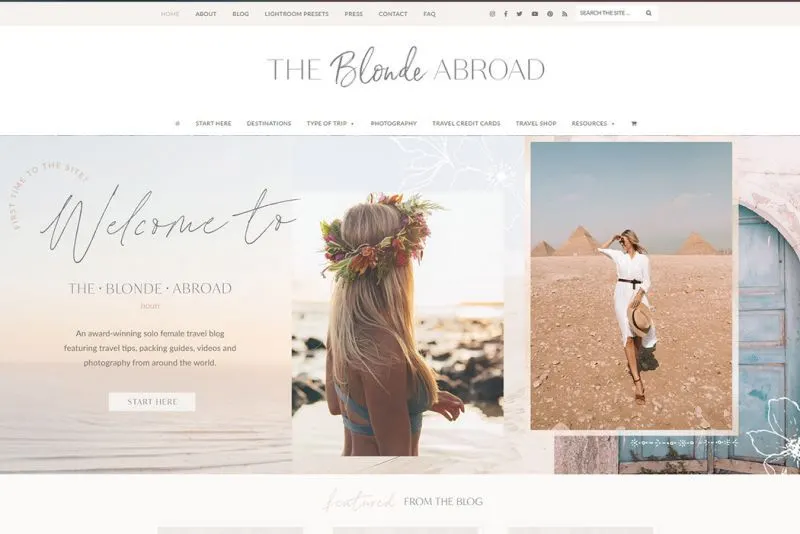 HOME ABOUT BLOG LIGHTROOM PRESETS PRESS CONTACT FAQ SEARCH THE SITE ...
THE Blonde ABROAD
START HERE DESTINATIONS TYPE OF TRIP PHOTOGRAPHY TRAVEL CREDIT CARDS TRAVEL SHOP RESOURCES
FIRST TIME TO THE SITE?
Welcome to
THE • BLONDE • ABROAD
noun
An award-winning solo female travel blog
featuring travel tips, packing guides, videos and
photography from around the world.
START HERE
featured FROM THE BLOG